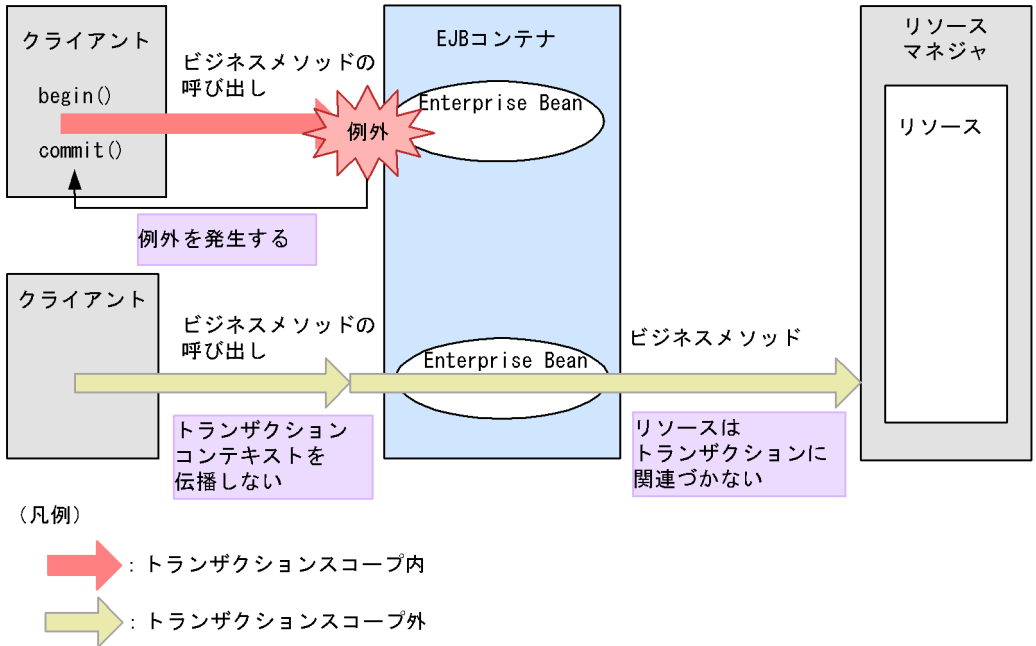 クライアント
begin()
commit()
ビジネスメソッドの
呼び出し
例外
EJBコンテナ
Enterprise Bean
リソース
マネジャ
リソース
例外を発生する
クライアント
ビジネスメソッドの
呼び出し
Enterprise Bean
ビジネスメソッド
トランザクション
コンテキストを
伝播しない
リソースは
トランザクションに
関連づかない
(凡例)
:トランザクションスコープ内
:トランザクションスコープ外